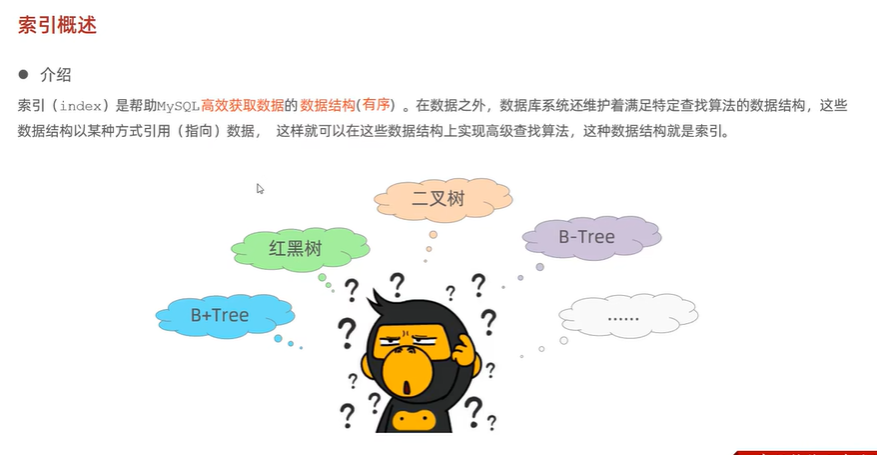 索引概述
● 介绍
索引（index）是帮助MySQL高效获取数据的数据结构(有序）。在数据之外，数据库系统还维护着满足特定查找算法的数据结构，这些
数据结构以某种方式引用（指向）数据， 这样就可以在这些数据结构上实现高级查找算法，这种数据结构就是索引。
二叉树
红黑树
B-Tree
B+Tree
......
? ? ? ?
? ?
? ?
? ? ? ?